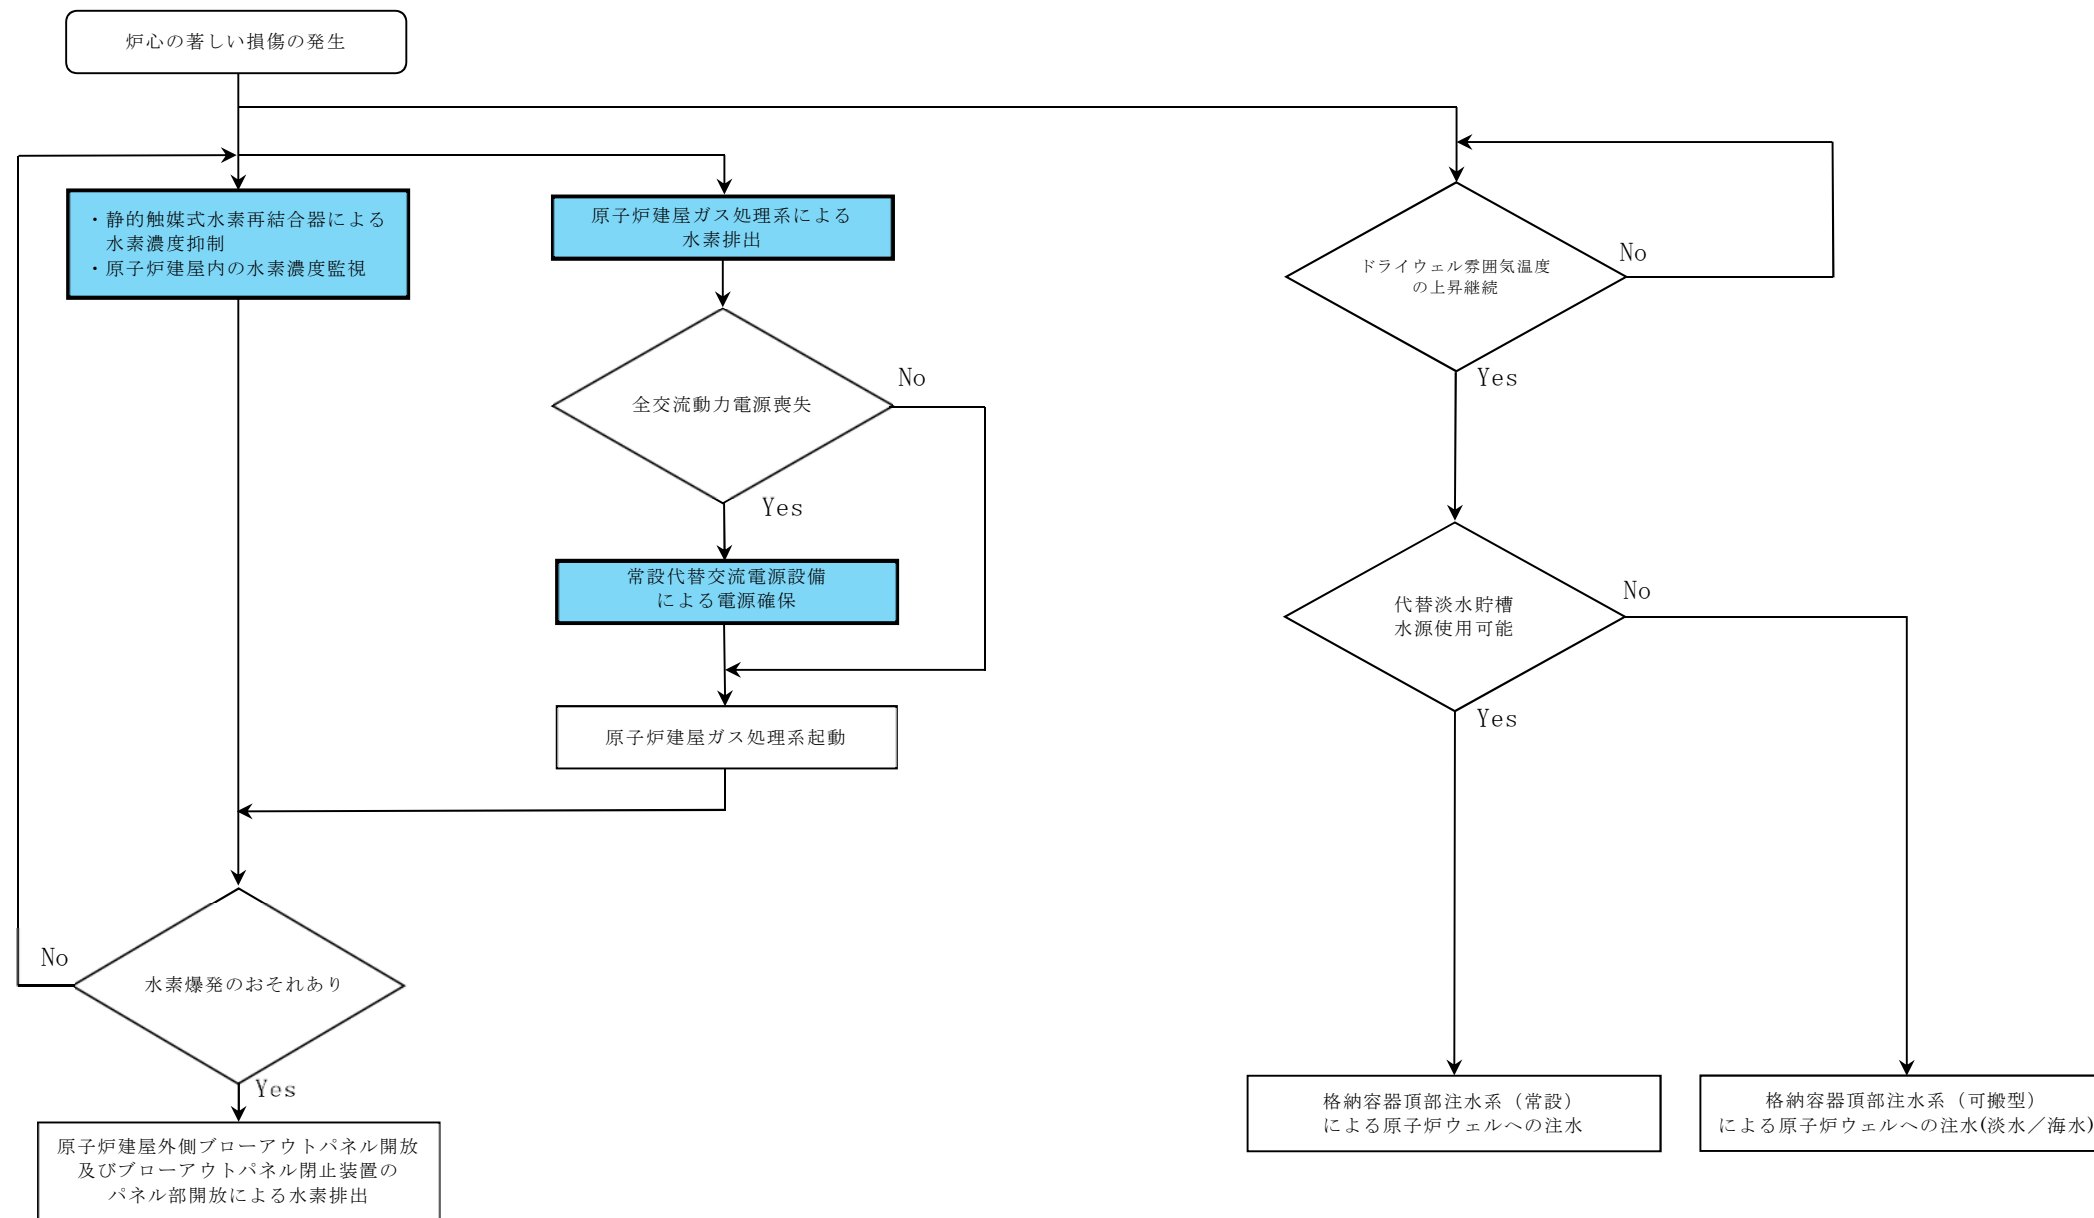 炉心の著しい損傷の発生
・静的触媒式水素再結合器による
水素濃度抑制
・原子炉建屋内の水素濃度監視
原子炉建屋ガス処理系による
水素排出
全交流動力電源喪失
No
Yes
常設代替交流電源設備
による電源確保
原子炉建屋ガス処理系起動
水素爆発のおそれあり
No
Yes
原子炉建屋外側ブローアウトパネル開放
及びブローアウトパネル閉止装置の
パネル部開放による水素排出
ドライウェル雰囲気温度
の上昇継続
No
Yes
代替淡水貯槽
水源使用可能
No
Yes
格納容器頂部注水系（常設）
による原子炉ウェルへの注水
格納容器頂部注水系（可搬型）
による原子炉ウェルへの注水(淡水／海水)